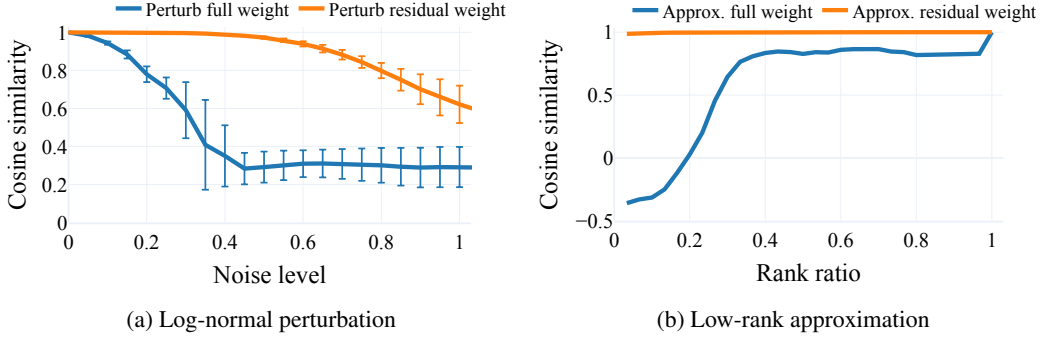 Perturb full weight Perturb residual weight
Cosine similarity
1
0.8
0.6
0.4
0.2
0
0 0.2 0.4 0.6 0.8 1
Noise level
(a) Log-normal perturbation
Approx. full weight Approx. residual weight
Cosine similarity
1
0.5
0
−0.5
0 0.2 0.4 0.6 0.8 1
Rank ratio
(b) Low-rank approximation